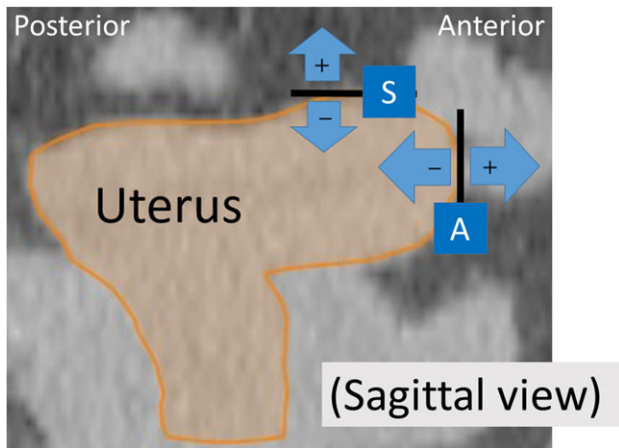 Posterior
Anterior
+
S
−
− +
Uterus
A
(Sagittal view)